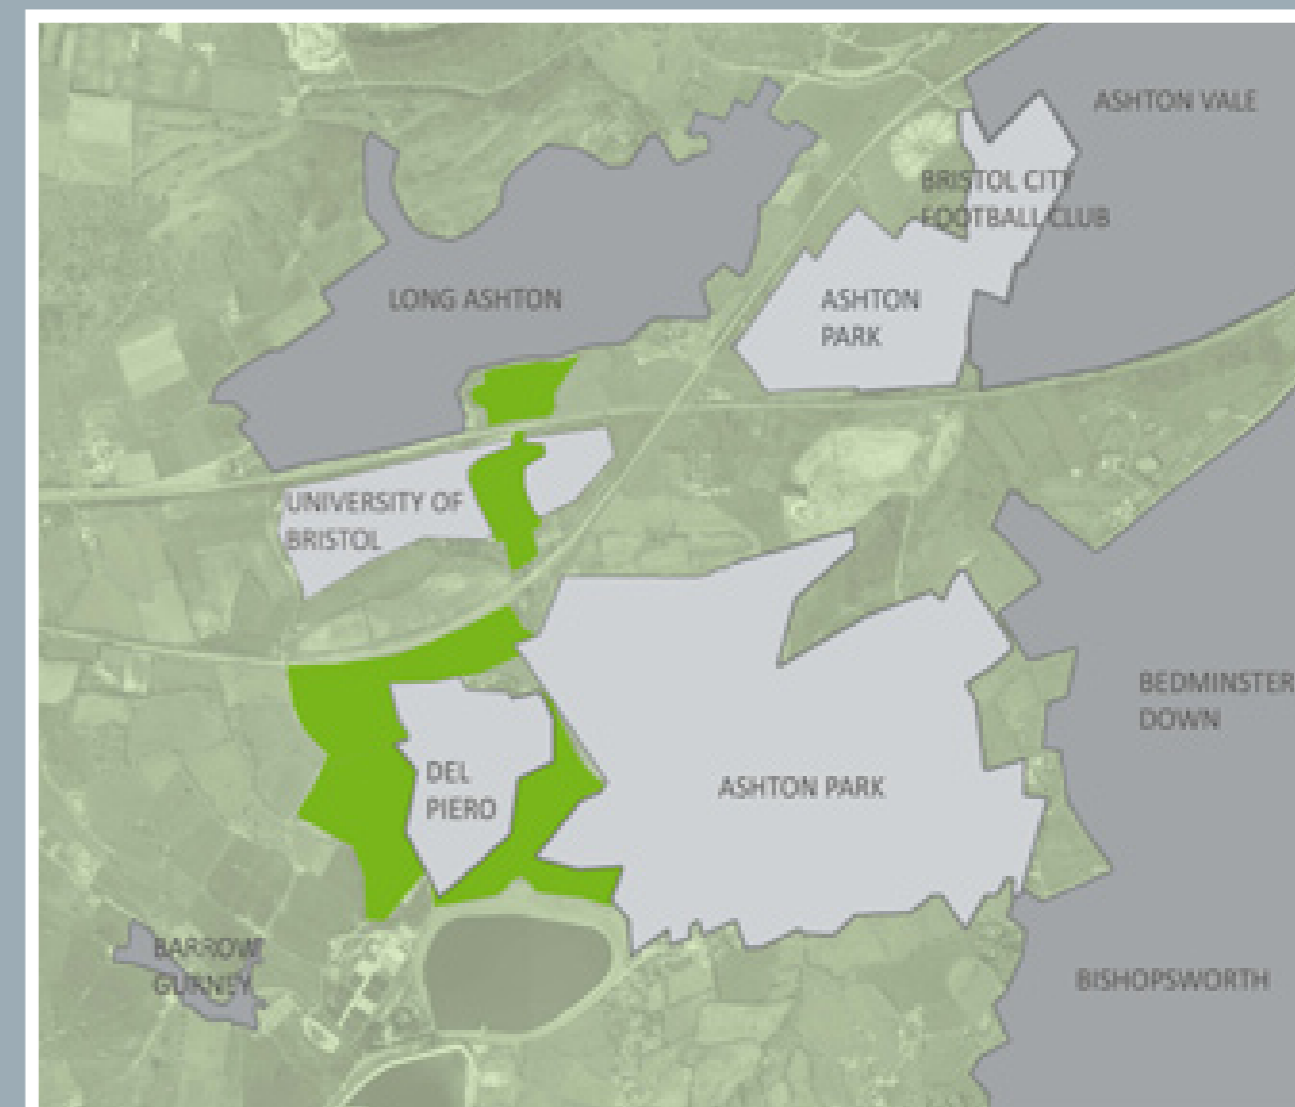 ASHTON VALE
BRISTOL CITY
FOOTBALL CLUB
LONG ASHTON
ASHTON
PARK
UNIVERSITY OF
BRISTOL
BEDMINSTER
DOWN
DEL
PIERO
ASHTON PARK
BARROW
GURNEY
BISHOPSWORTH